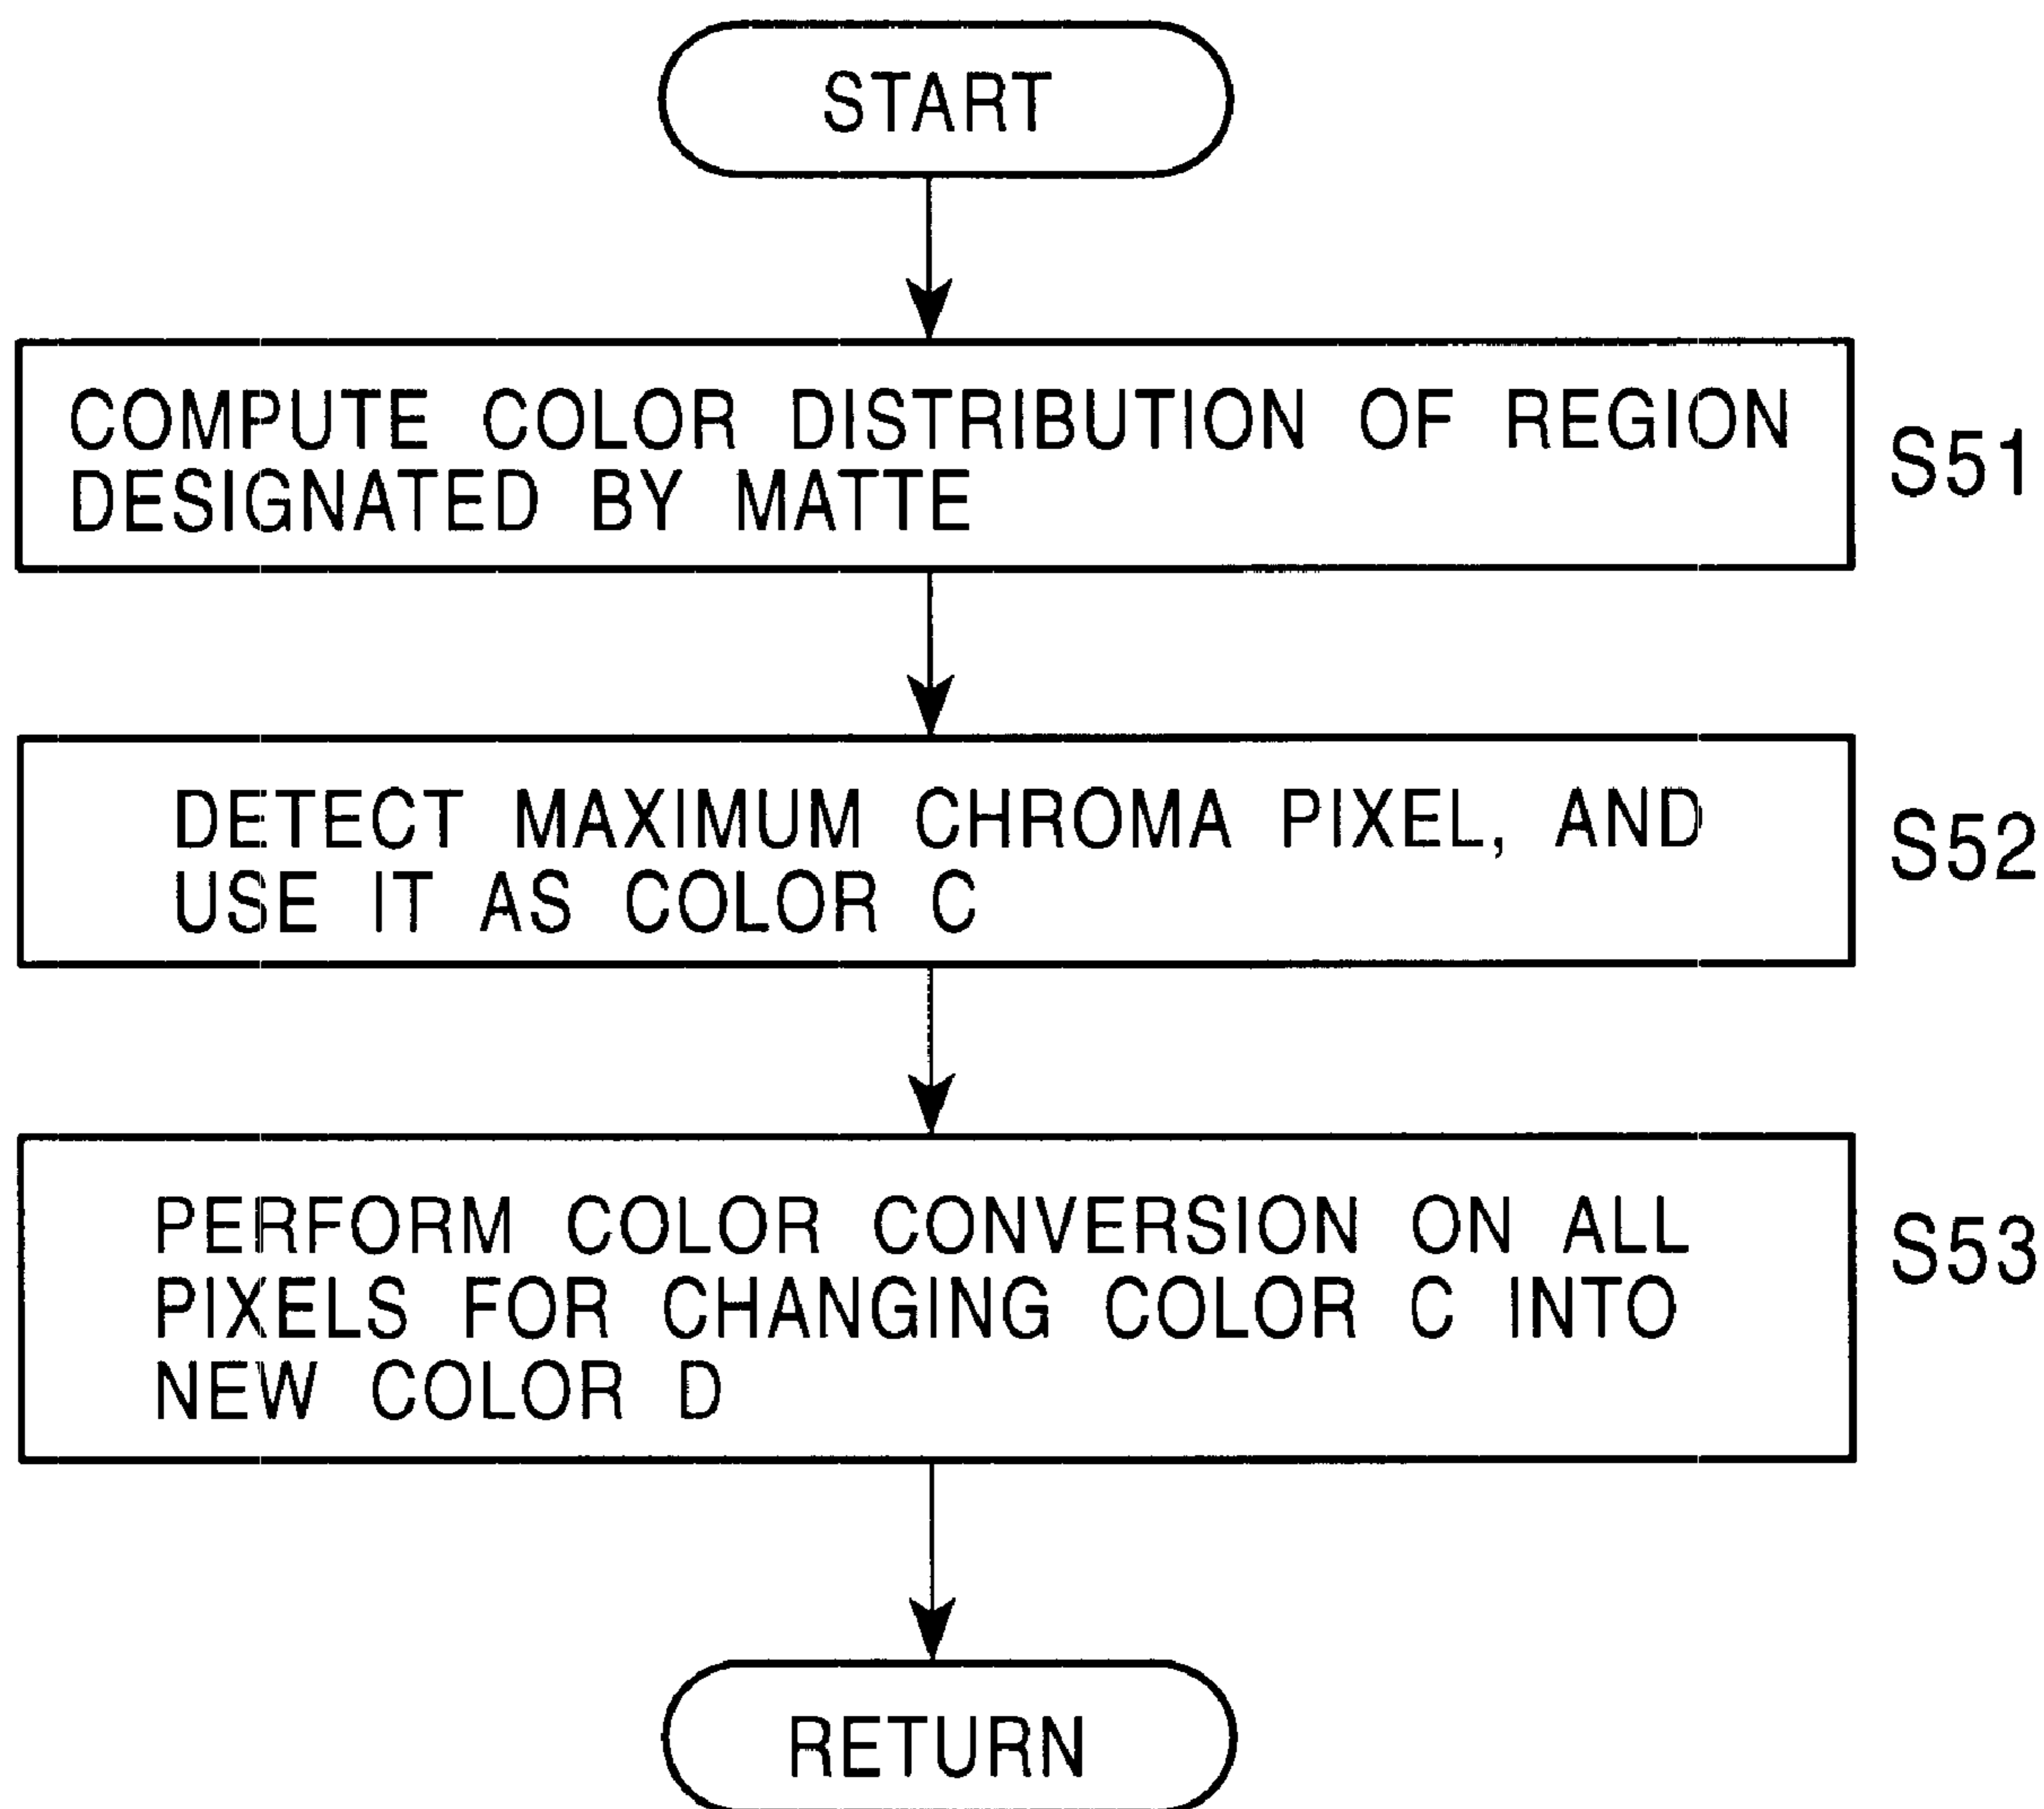 START
COMPUTE COLOR DISTRIBUTION OF REGION
DESIGNATED BY MATTE
S51
DETECT MAXIMUM CHROMA PIXEL, AND
USE IT AS COLOR C
S52
PERFORM COLOR CONVERSION ON ALL
PIXELS FOR CHANGING COLOR C INTO
NEW COLOR D
S53
RETURN